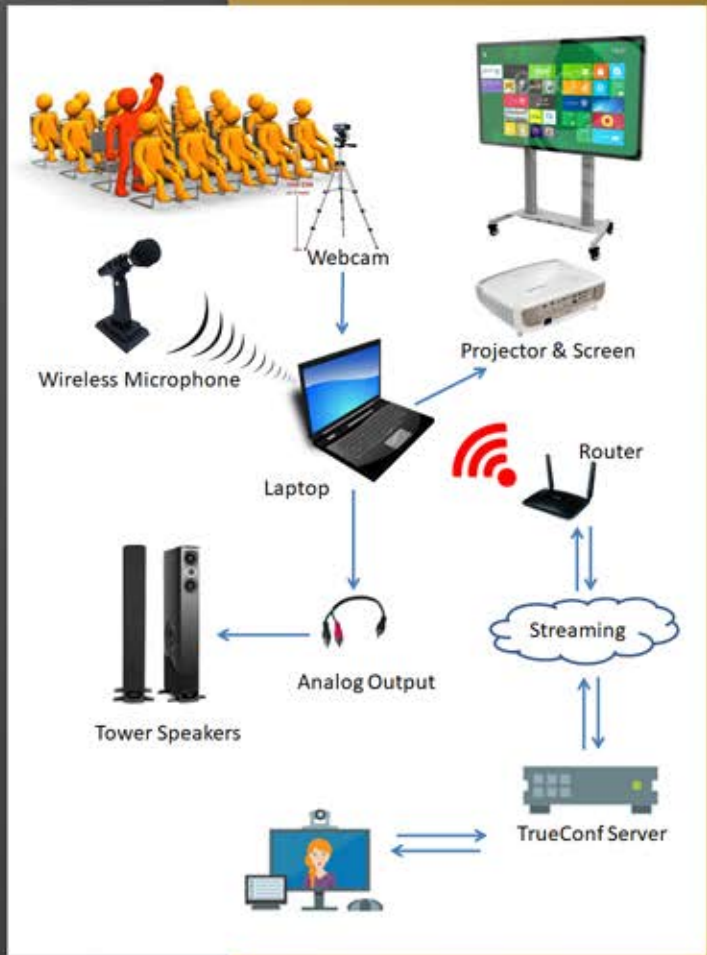 Webcam
Projector & Screen
Wireless Microphone
Router
Laptop
Streaming
Analog Output
Tower Speakers
TrueConf Server